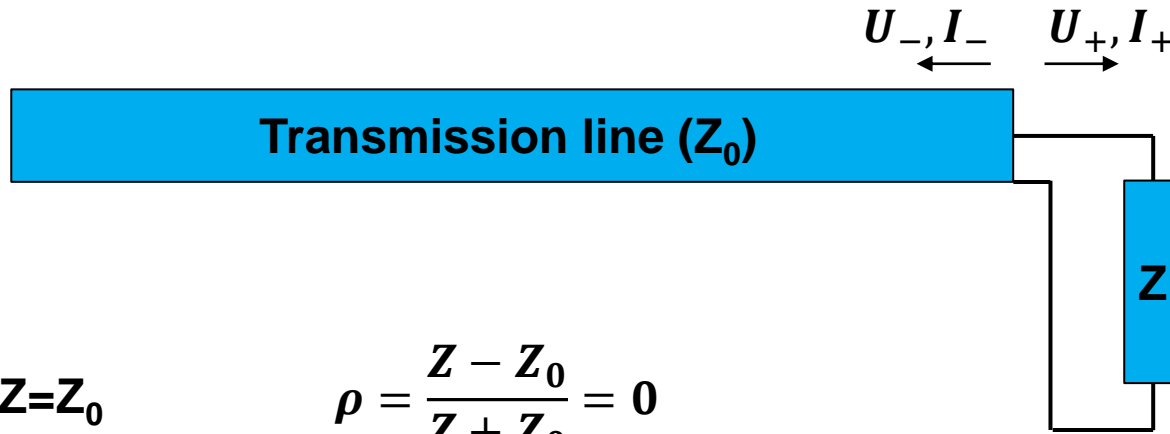 U₋, I₋ U₊, I₊
Transmission line (Z₀)
Z
Z=Z₀ ρ = (Z − Z₀)/(Z + Z₀) = 0